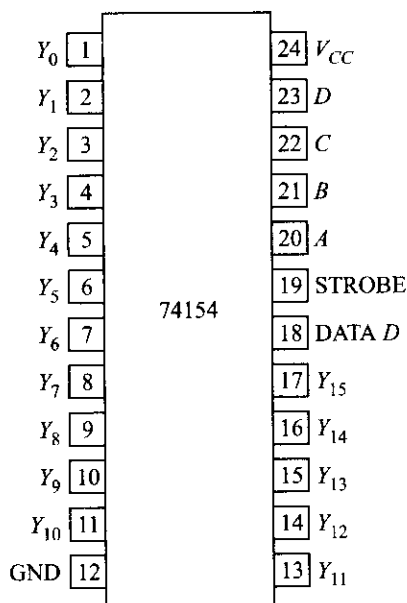 Y0 1 24 VCC
Y1 2 23 D
Y2 3 22 C
Y3 4 21 B
Y4 5 20 A
Y5 6 19 STROBE
74154
Y6 7 18 DATA D
Y7 8 17 Y15
Y8 9 16 Y14
Y9 10 15 Y13
Y10 11 14 Y12
GND 12 13 Y11